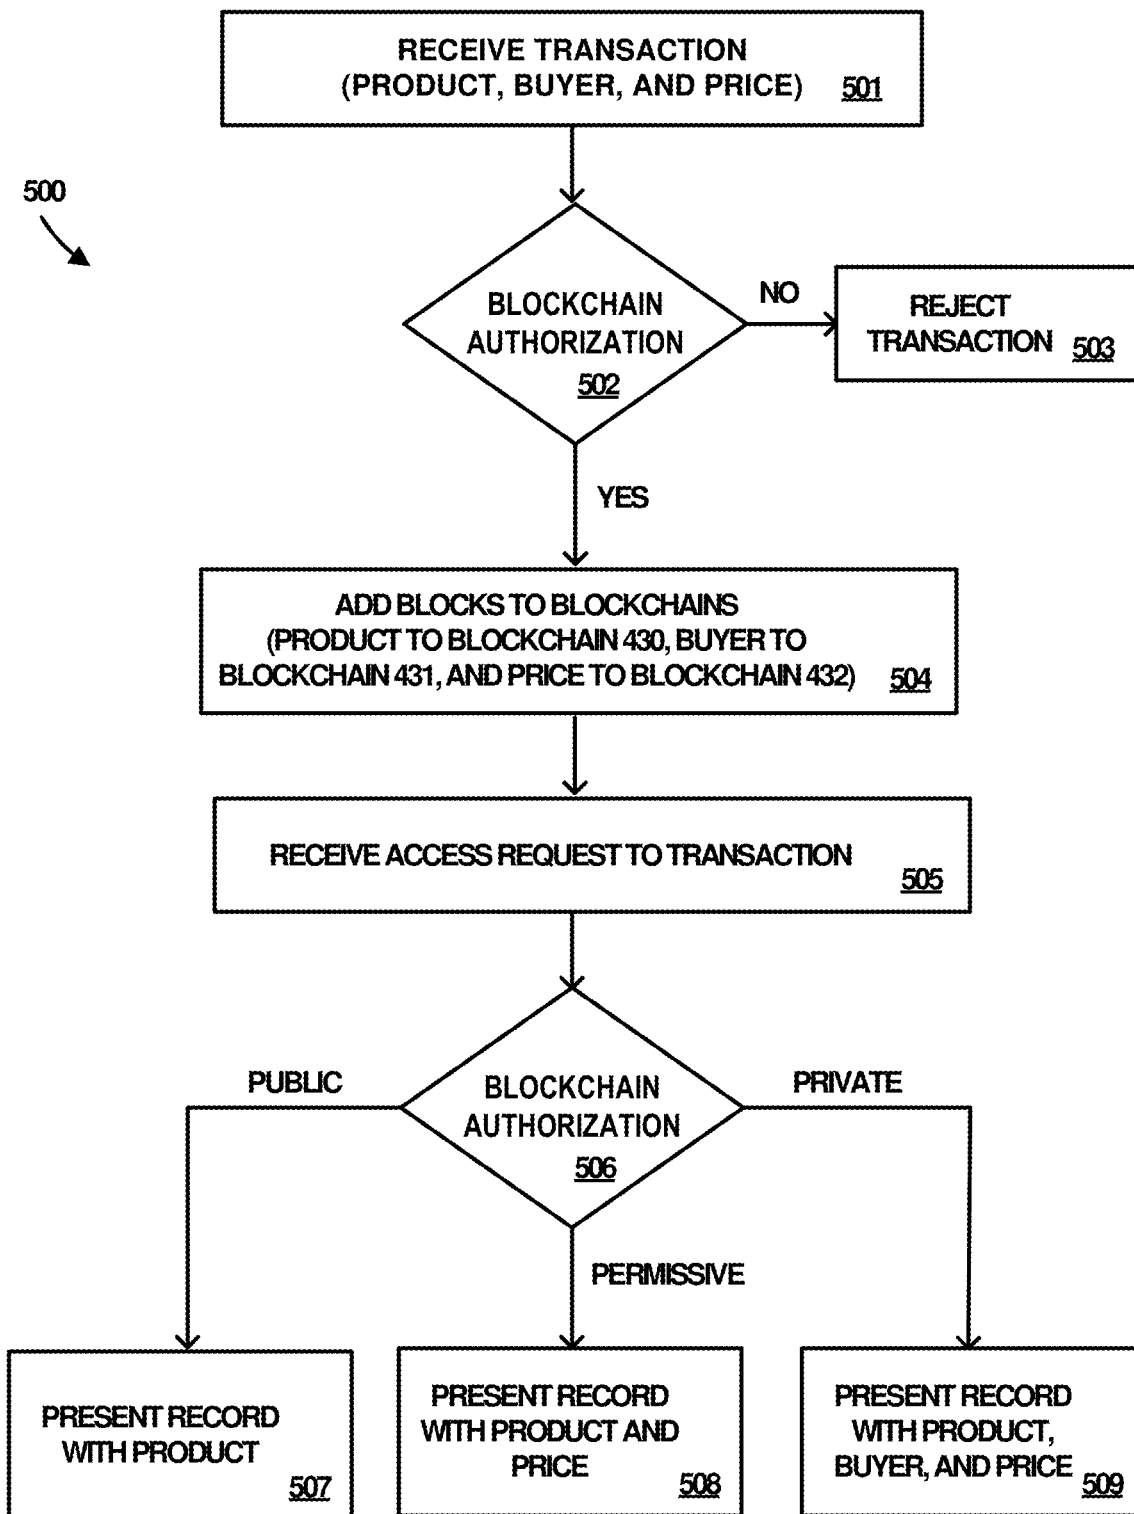 RECEIVE TRANSACTION
(PRODUCT, BUYER, AND PRICE) 501
500
BLOCKCHAIN
AUTHORIZATION
502
NO
REJECT
TRANSACTION 503
YES
ADD BLOCKS TO BLOCKCHAINS
(PRODUCT TO BLOCKCHAIN 430, BUYER TO
BLOCKCHAIN 431, AND PRICE TO BLOCKCHAIN 432) 504
RECEIVE ACCESS REQUEST TO TRANSACTION
505
PUBLIC
BLOCKCHAIN
AUTHORIZATION
506
PRIVATE
PERMISSIVE
PRESENT RECORD
WITH PRODUCT
507
PRESENT RECORD
WITH PRODUCT AND
PRICE 508
PRESENT RECORD
WITH PRODUCT,
BUYER, AND PRICE 509